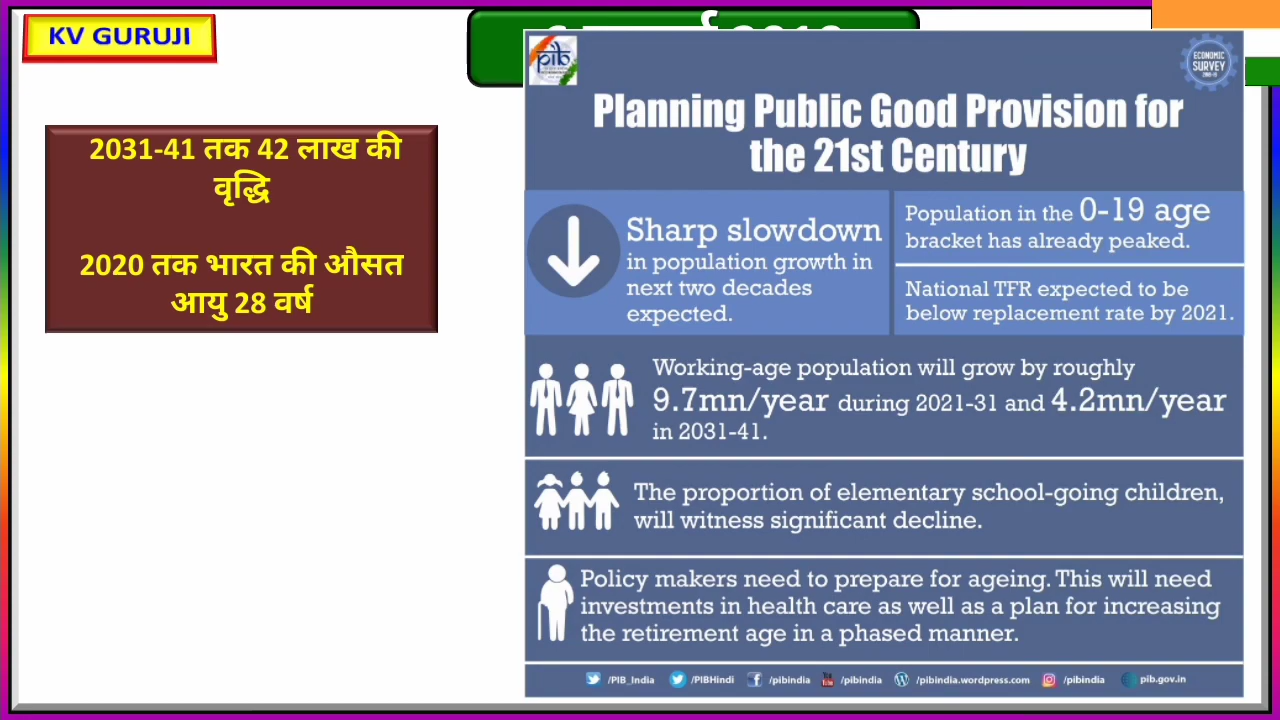 KV GURUJI
2031-41 तक 42 लाख की
वृद्धि
2020 तक भारत की औसत
आयु 28 वर्ष
pib
ECONOMIC
SURVEY
Planning Public Good Provision for
the 21st Century
Sharp slowdown
in population growth in
next two decades
expected.
Population in the 0-19 age
bracket has already peaked.
National TFR expected to be
below replacement rate by 2021.
Working-age population will grow by roughly
9.7mn/year during 2021-31 and 4.2mn/year
in 2031-41.
The proportion of elementary school-going children,
will witness significant decline.
Policy makers need to prepare for ageing. This will need
investments in health care as well as a plan for increasing
the retirement age in a phased manner.
/PIB_India /PIBHindi /pibindia /pibindia /pibindia.wordpress.com /pibindia pib.gov.in